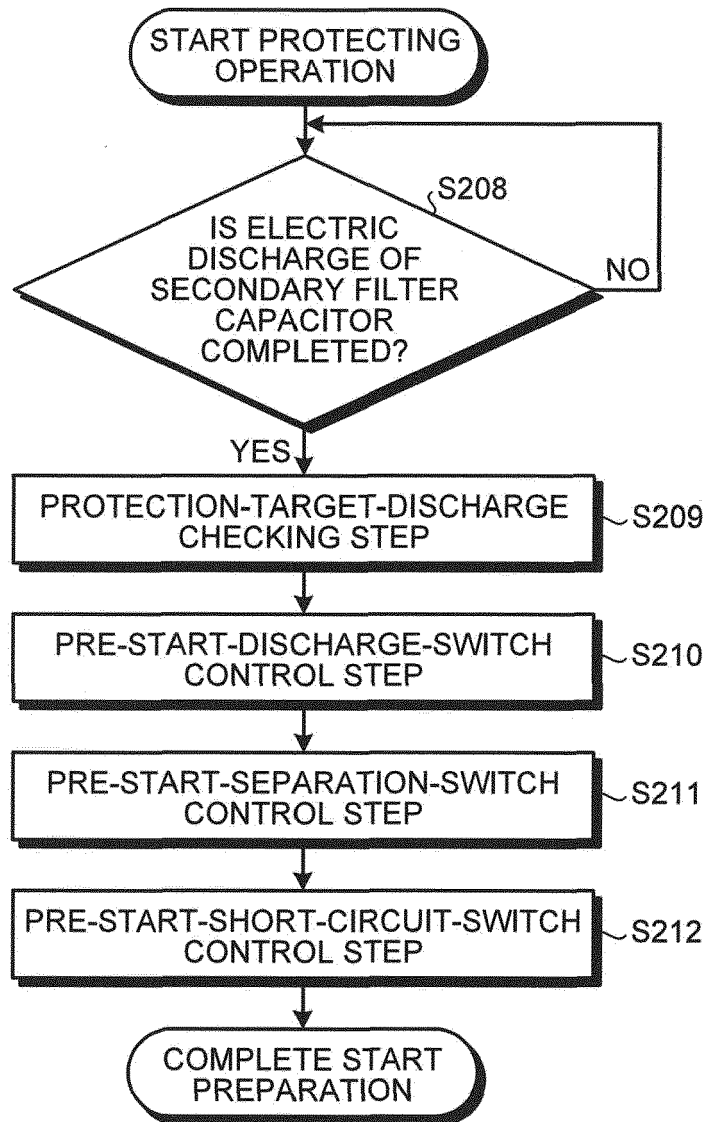 START PROTECTING
OPERATION
S208
IS ELECTRIC
DISCHARGE OF
SECONDARY FILTER
CAPACITOR
COMPLETED?
NO
YES
PROTECTION-TARGET-DISCHARGE
CHECKING STEP
S209
PRE-START-DISCHARGE-SWITCH
CONTROL STEP
S210
PRE-START-SEPARATION-SWITCH
CONTROL STEP
S211
PRE-START-SHORT-CIRCUIT-SWITCH
CONTROL STEP
S212
COMPLETE START
PREPARATION